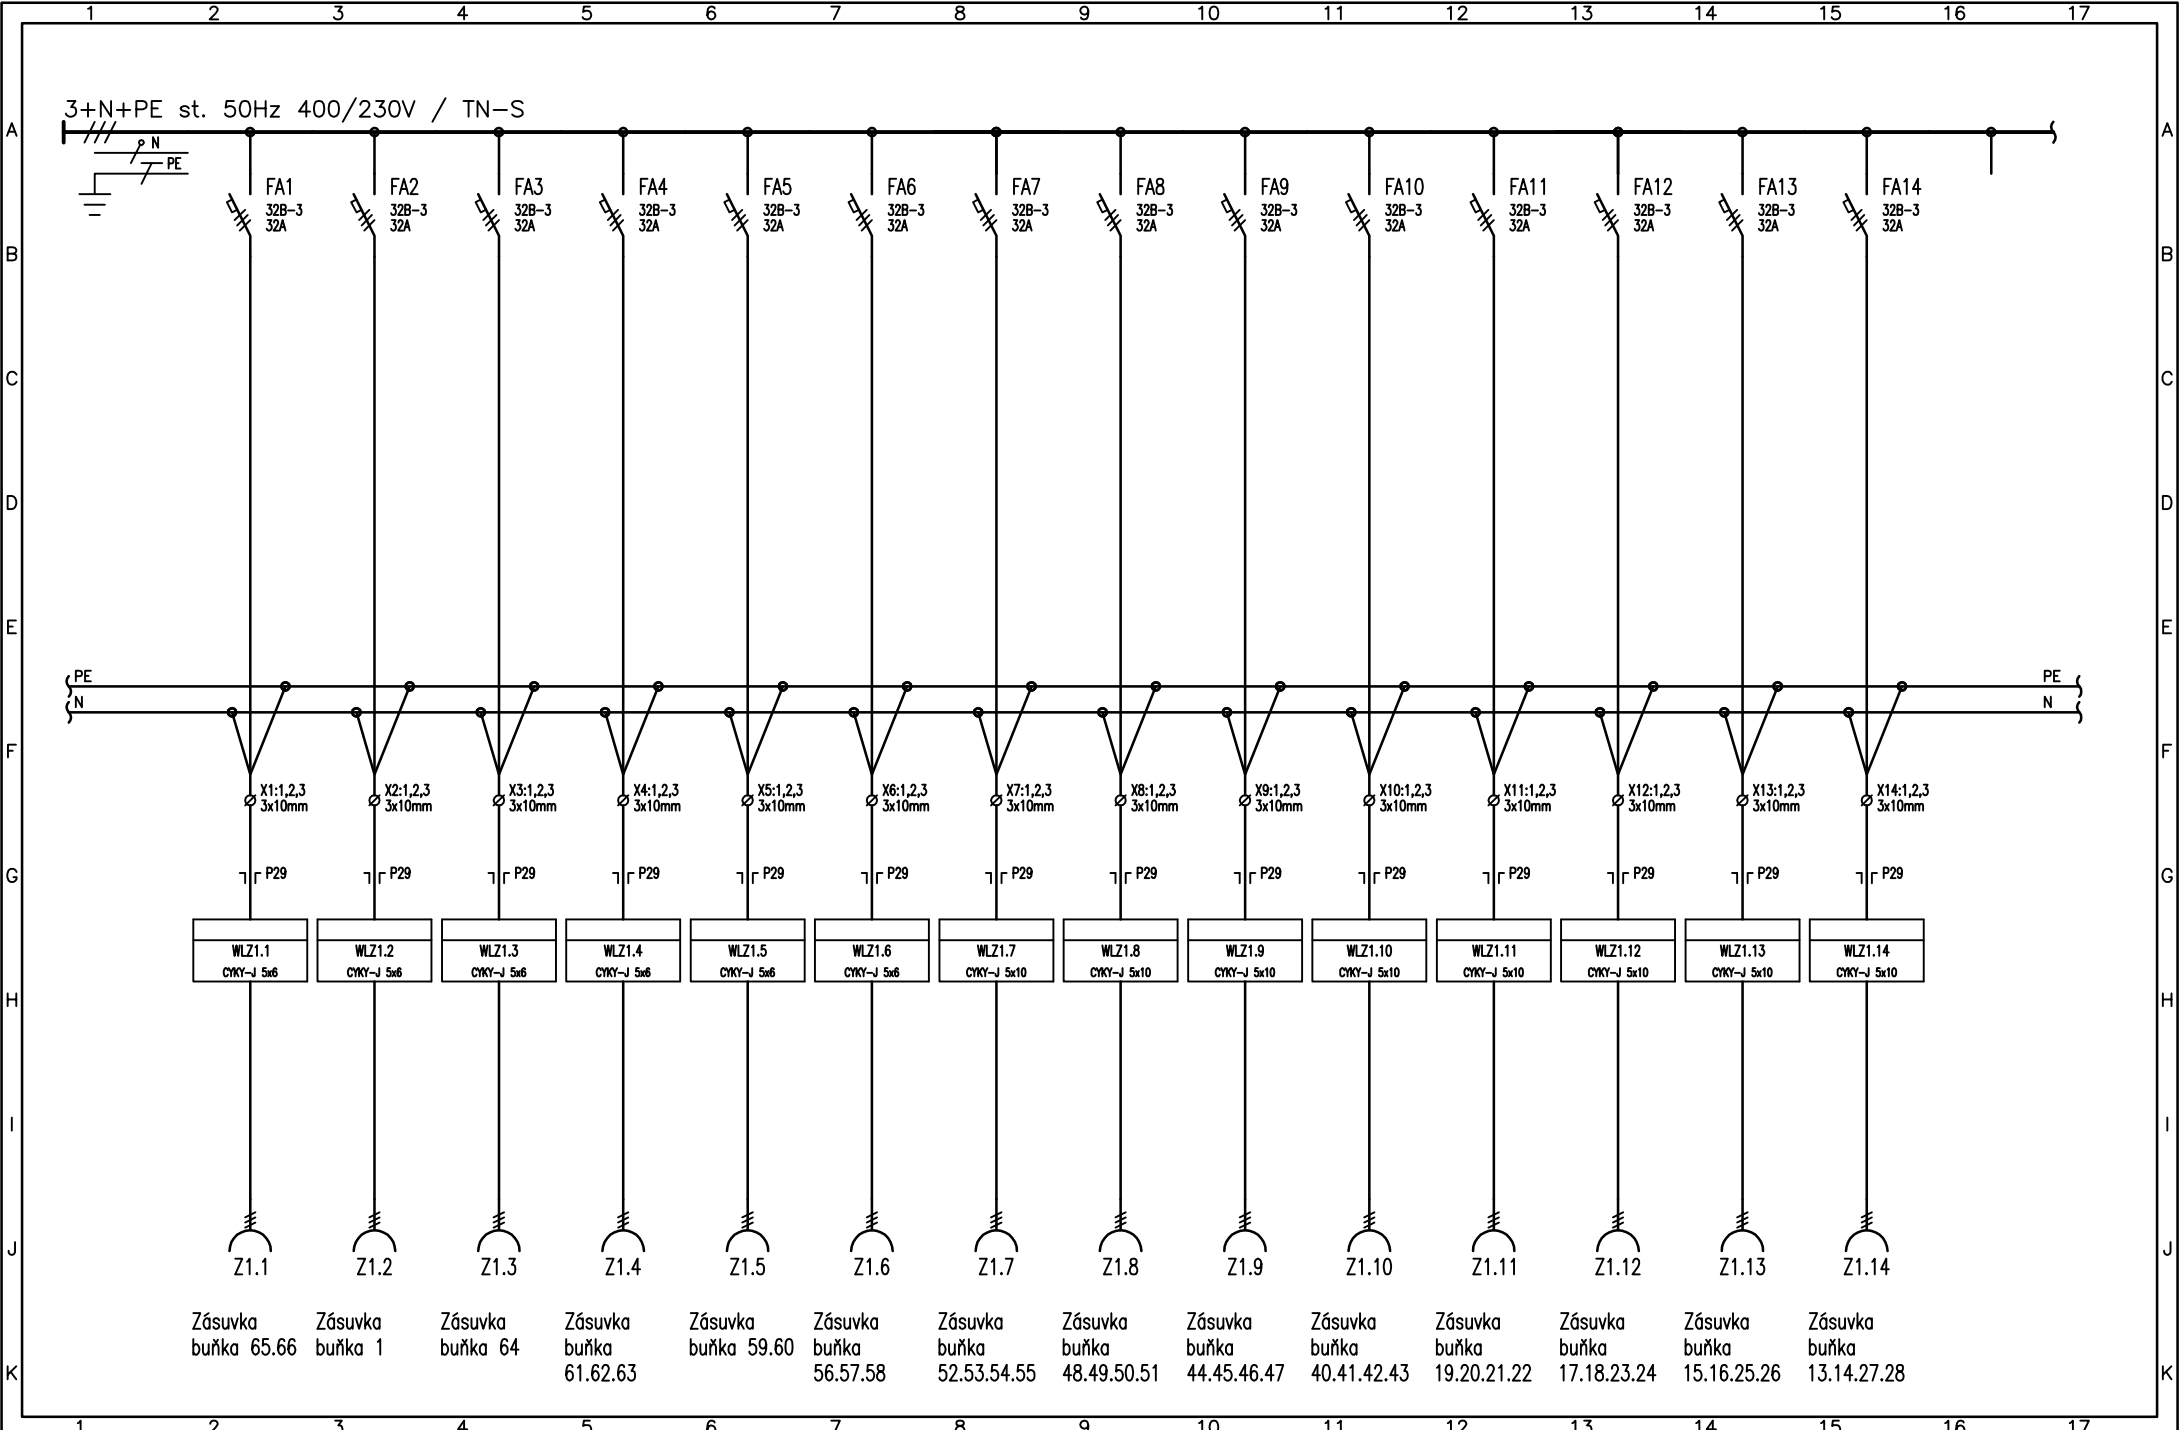 1 2 3 4 5 6 7 8 9 10 11 12 13 14 15 16 17
3+N+PE st. 50Hz 400/230V / TN-S
A A
N
PE
FA1 FA2 FA3 FA4 FA5 FA6 FA7 FA8 FA9 FA10 FA11 FA12 FA13 FA14
32B-3 32B-3 32B-3 32B-3 32B-3 32B-3 32B-3 32B-3 32B-3 32B-3 32B-3 32B-3 32B-3 32B-3
32A 32A 32A 32A 32A 32A 32A 32A 32A 32A 32A 32A 32A 32A
B B
C C
D D
E E
PE PE
N N
F F
X1:1,2,3 X2:1,2,3 X3:1,2,3 X4:1,2,3 X5:1,2,3 X6:1,2,3 X7:1,2,3 X8:1,2,3 X9:1,2,3 X10:1,2,3 X11:1,2,3 X12:1,2,3 X13:1,2,3 X14:1,2,3
3x10mm 3x10mm 3x10mm 3x10mm 3x10mm 3x10mm 3x10mm 3x10mm 3x10mm 3x10mm 3x10mm 3x10mm 3x10mm 3x10mm
G P29 P29 P29 P29 P29 P29 P29 P29 P29 P29 P29 P29 P29 P29 G
WLZ1.1 WLZ1.2 WLZ1.3 WLZ1.4 WLZ1.5 WLZ1.6 WLZ1.7 WLZ1.8 WLZ1.9 WLZ1.10 WLZ1.11 WLZ1.12 WLZ1.13 WLZ1.14
CYKY-J 5x6 CYKY-J 5x6 CYKY-J 5x6 CYKY-J 5x6 CYKY-J 5x6 CYKY-J 5x6 CYKY-J 5x10 CYKY-J 5x10 CYKY-J 5x10 CYKY-J 5x10 CYKY-J 5x10 CYKY-J 5x10 CYKY-J 5x10 CYKY-J 5x10
H H
I I
J J
Z1.1 Z1.2 Z1.3 Z1.4 Z1.5 Z1.6 Z1.7 Z1.8 Z1.9 Z1.10 Z1.11 Z1.12 Z1.13 Z1.14
Zásuvka Zásuvka Zásuvka Zásuvka Zásuvka Zásuvka Zásuvka Zásuvka Zásuvka Zásuvka Zásuvka Zásuvka Zásuvka Zásuvka
buňka 65.66 buňka 1 buňka 64 buňka buňka 59.60 buňka buňka buňka buňka buňka buňka buňka buňka buňka
K 61.62.63 56.57.58 52.53.54.55 48.49.50.51 44.45.46.47 40.41.42.43 19.20.21.22 17.18.23.24 15.16.25.26 13.14.27.28 K
1 2 3 4 5 6 7 8 9 10 11 12 13 14 15 16 17